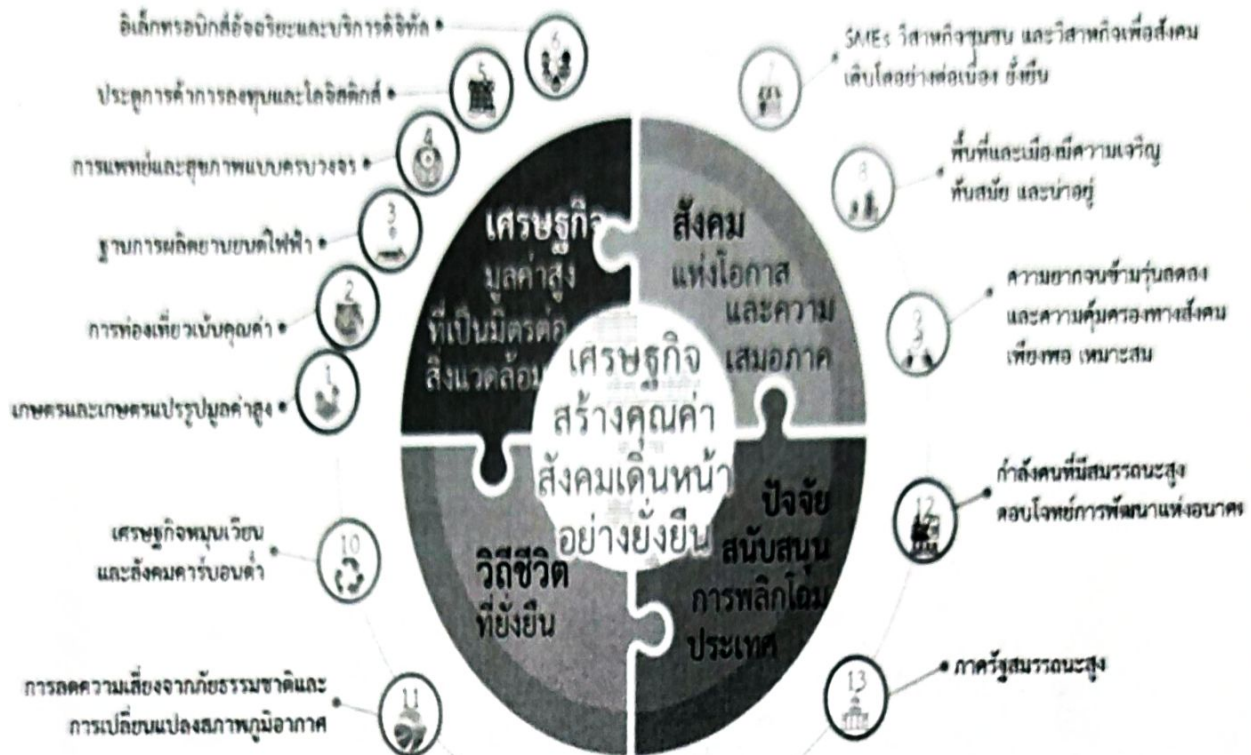 อิเล็กทรอนิกส์อัจฉริยะและบริการดิจิทัล
6
ประตูการค้าการลงทุนและโลจิสติกส์
5
การแพทย์และสุขภาพแบบครบวงจร
4
ฐานการผลิตยานยนต์ไฟฟ้า
3
การท่องเที่ยวเน้นคุณค่า
2
เกษตรและเกษตรแปรรูปมูลค่าสูง
1
เศรษฐกิจ
มูลค่าสูง
ที่เป็นมิตรต่อ
สิ่งแวดล้อม
7
SMEs วิสาหกิจชุมชน และวิสาหกิจเพื่อสังคม
เติบโตอย่างต่อเนื่อง ยั่งยืน
8
พื้นที่และเมืองมีความเจริญ
ทันสมัย และน่าอยู่
9
ความยากจนข้ามรุ่นลดลง
และความคุ้มครองทางสังคม
เพียงพอ เหมาะสม
สังคม
แห่งโอกาส
และความ
เสมอภาค
เศรษฐกิจ
สร้างคุณค่า
สังคมเดินหน้า
อย่างยั่งยืน
เศรษฐกิจหมุนเวียน
และสังคมคาร์บอนต่ำ
10
การลดความเสี่ยงจากภัยธรรมชาติและ
การเปลี่ยนแปลงสภาพภูมิอากาศ
11
วิถีชีวิต
ที่ยั่งยืน
ปัจจัย
สนับสนุน
การพลิกโฉม
ประเทศ
12
กำลังคนที่มีสมรรถนะสูง
ตอบโจทย์การพัฒนาแห่งอนาคต
13
ภาครัฐสมรรถนะสูง